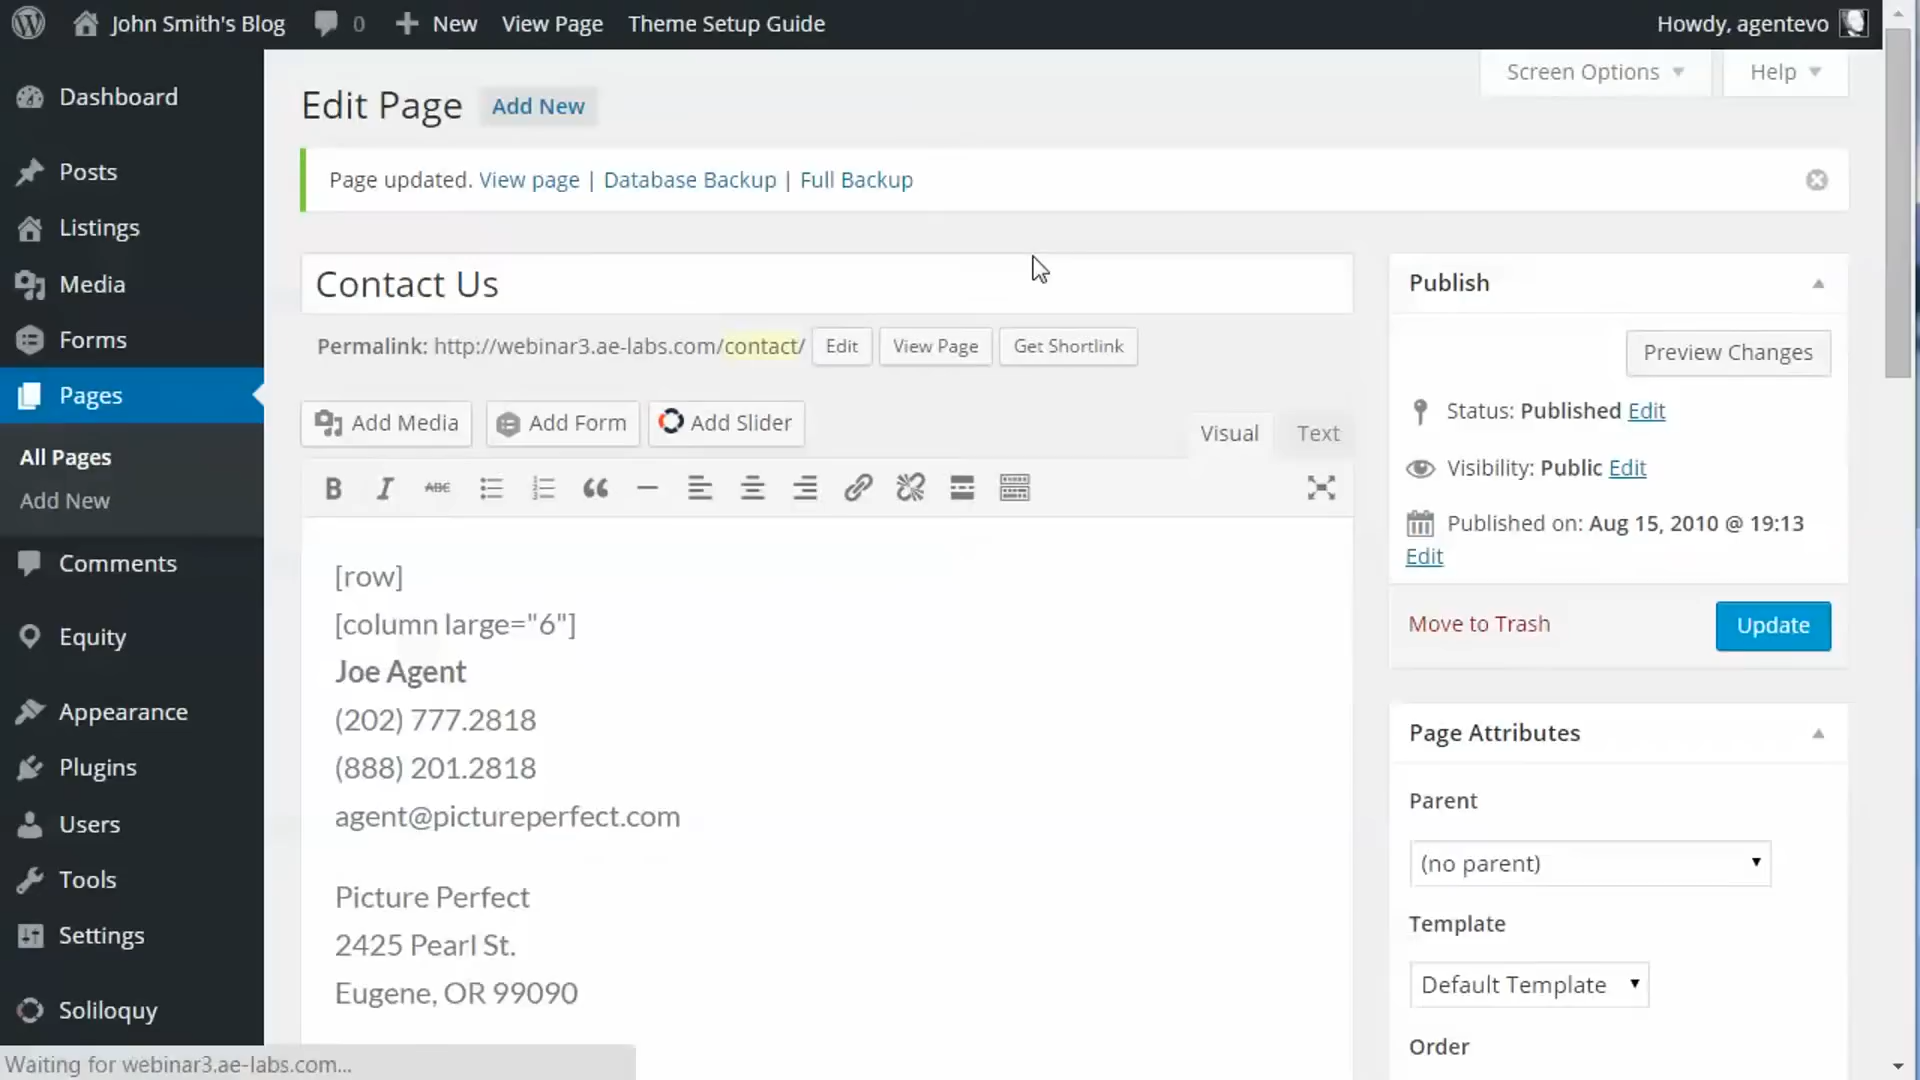 John Smith's Blog 0 New View Page Theme Setup Guide Howdy, agentevo
Screen Options Help
Dashboard
Posts
Listings
Media
Forms
Pages
All Pages
Add New
Comments
Equity
Appearance
Plugins
Users
Tools
Settings
Soliloquy
Edit Page Add New
Page updated. View page | Database Backup | Full Backup
Contact Us
Permalink: http://webinar3.ae-labs.com/contact/ Edit View Page Get Shortlink
Add Media Add Form Add Slider
Visual Text
B I ABC
[row]
[column large="6"]
Joe Agent
(202) 777.2818
(888) 201.2818
agent@pictureperfect.com
Picture Perfect
2425 Pearl St.
Eugene, OR 99090
Publish
Preview Changes
Status: Published Edit
Visibility: Public Edit
Published on: Aug 15, 2010 @ 19:13
Edit
Move to Trash Update
Page Attributes
Parent
(no parent)
Template
Default Template
Order
Waiting for webinar3.ae-labs.com...